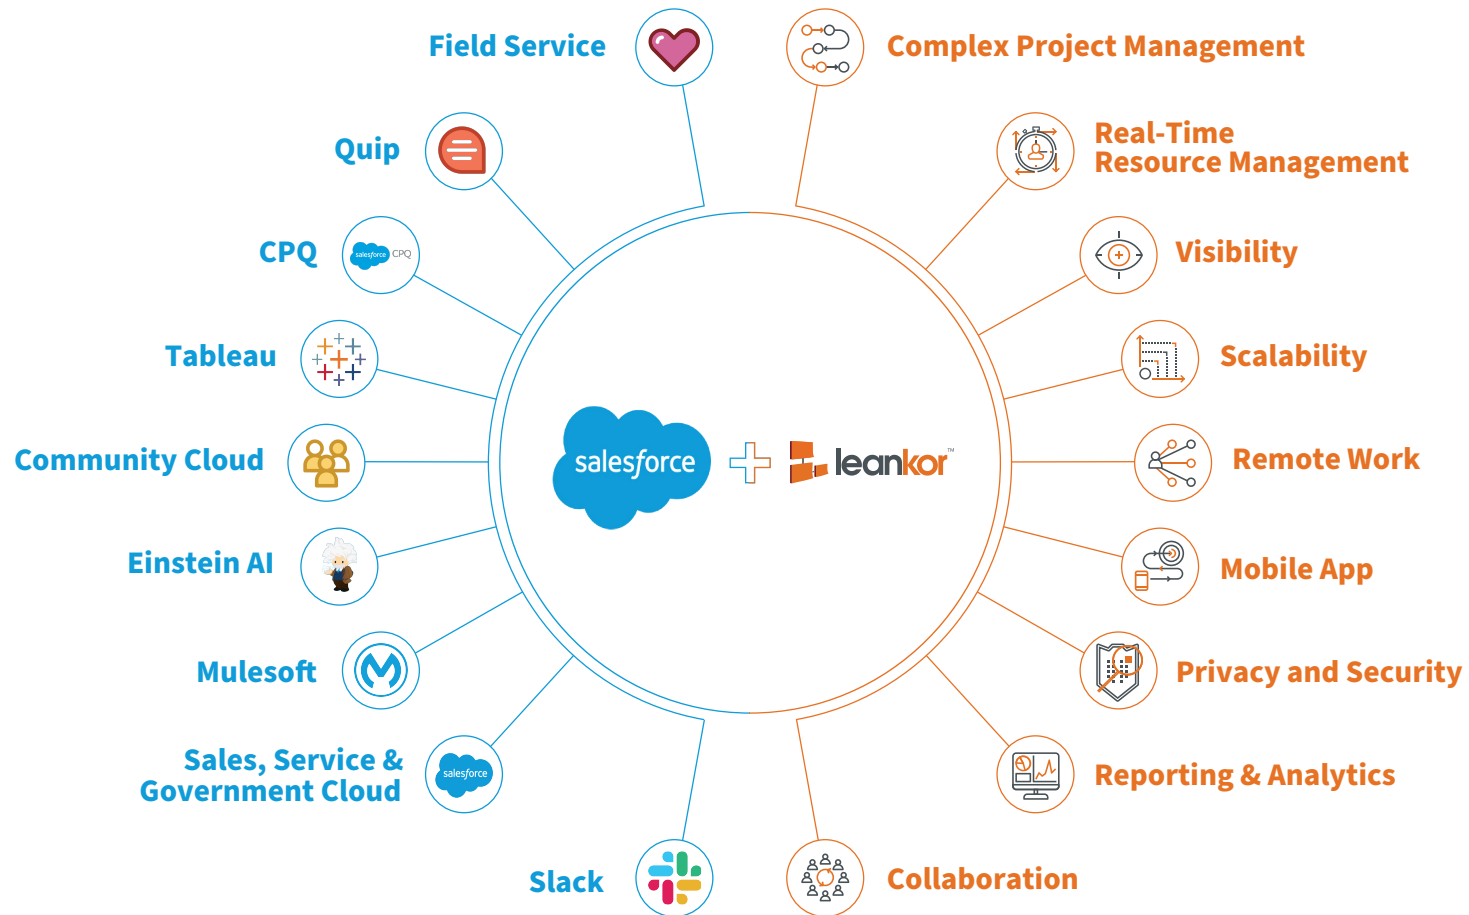 Field Service
Quip
CPQ
salesforce CPQ
Tableau
Community Cloud
Einstein AI
Mulesoft
Sales, Service &
Government Cloud
salesforce
Slack
salesforce
leankor™
Complex Project Management
Real-Time
Resource Management
Visibility
Scalability
Remote Work
Mobile App
Privacy and Security
Reporting & Analytics
Collaboration